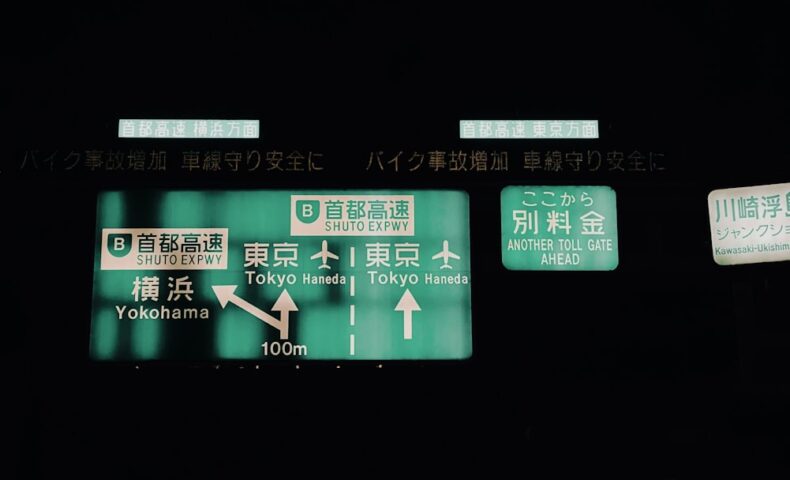 首都高速 横浜方面
首都高速 東京方面
バイク事故増加 車線守り安全に
バイク事故増加 車線守り安全に
B 首都高速
SHUTO EXPWY
横浜
Yokohama
B 首都高速
SHUTO EXPWY
東京
Tokyo Haneda
東京
Tokyo Haneda
100m
ここから
別料金
ANOTHER TOLL GATE
AHEAD
川崎浮島
ジャンクショ
Kawasaki-Ukishim